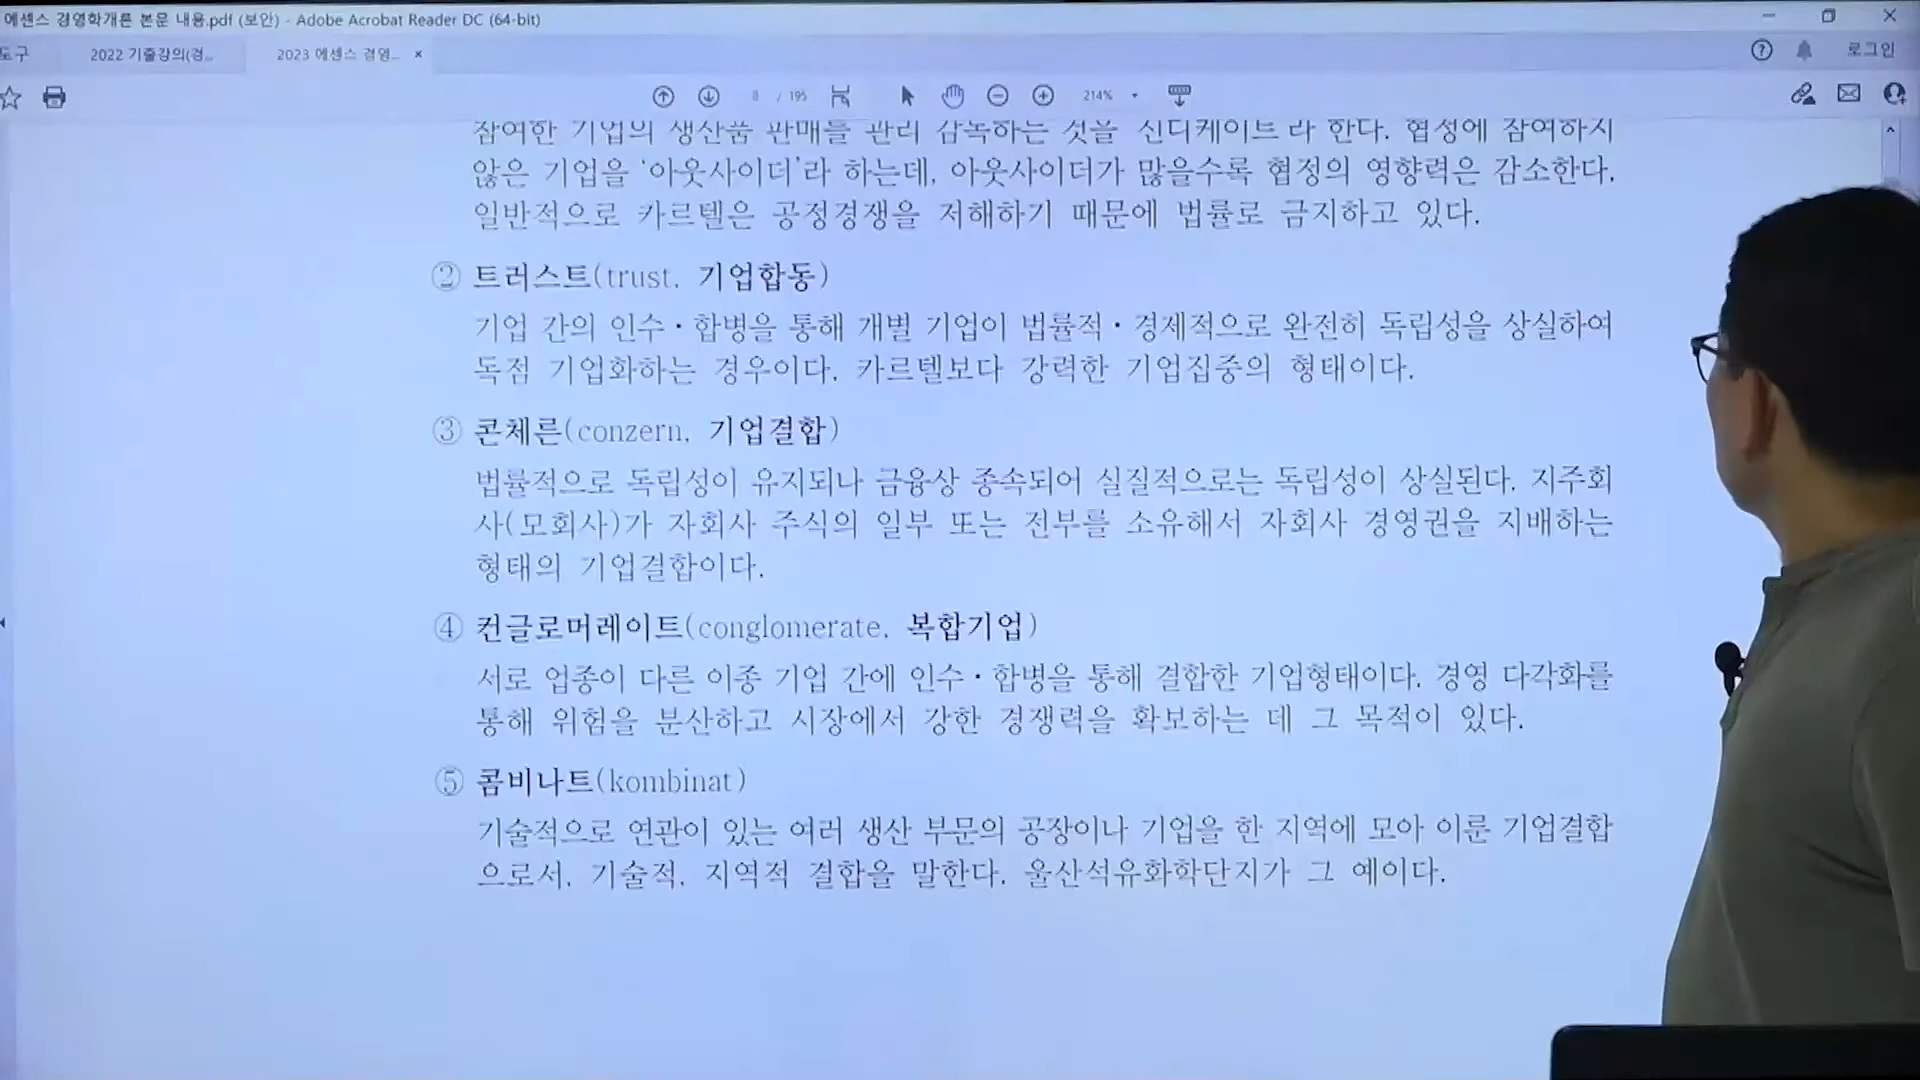 에센스 경영학개론 본문 내용.pdf (보안) - Adobe Acrobat Reader DC (64-bit)
도구 2022 기출강의(경... 2023 에센스 경영... × 로그인
8 / 195 214%
참여한 기업의 생산품 판매를 관리 감독하는 것을 신디케이트라 한다. 협정에 참여하지
않은 기업을 ‘아웃사이더’라 하는데, 아웃사이더가 많을수록 협정의 영향력은 감소한다.
일반적으로 카르텔은 공정경쟁을 저해하기 때문에 법률로 금지하고 있다.
② 트러스트(trust, 기업합동)
기업 간의 인수·합병을 통해 개별 기업이 법률적·경제적으로 완전히 독립성을 상실하여
독점 기업화하는 경우이다. 카르텔보다 강력한 기업집중의 형태이다.
③ 콘체른(conzern, 기업결합)
법률적으로 독립성이 유지되나 금융상 종속되어 실질적으로는 독립성이 상실된다. 지주회
사(모회사)가 자회사 주식의 일부 또는 전부를 소유해서 자회사 경영권을 지배하는
형태의 기업결합이다.
④ 컨글로머레이트(conglomerate, 복합기업)
서로 업종이 다른 이종 기업 간에 인수·합병을 통해 결합한 기업형태이다. 경영 다각화를
통해 위험을 분산하고 시장에서 강한 경쟁력을 확보하는 데 그 목적이 있다.
⑤ 콤비나트(kombinat)
기술적으로 연관이 있는 여러 생산 부문의 공장이나 기업을 한 지역에 모아 이룬 기업결합
으로서, 기술적, 지역적 결합을 말한다. 울산석유화학단지가 그 예이다.